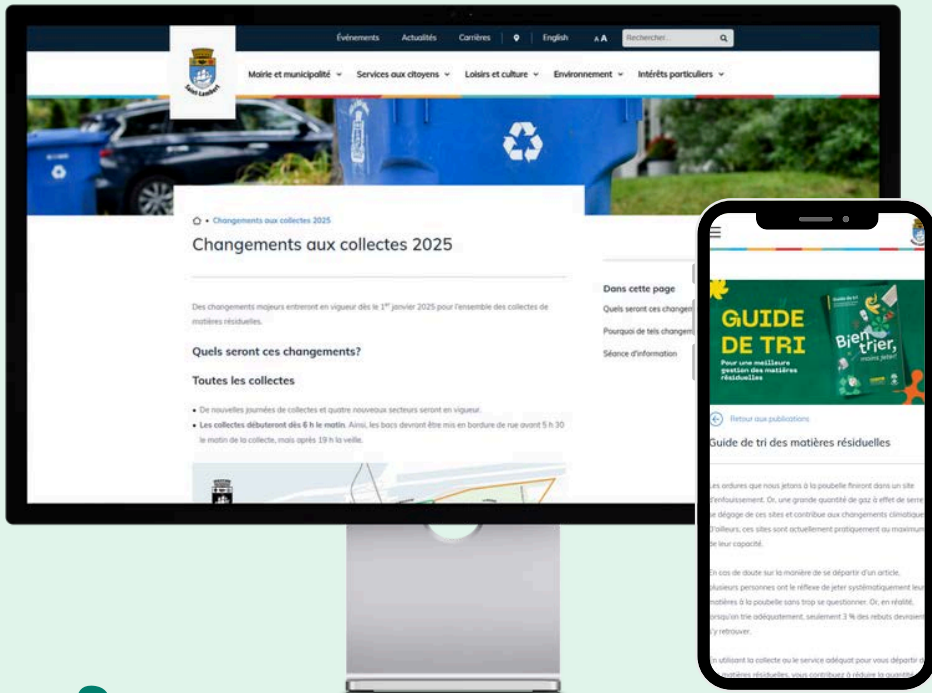 Événements Actualités Carrières English A A Rechercher...
Mairie et municipalité Services aux citoyens Loisirs et culture Environnement Intérêts particuliers
Saint-Lambert
• Changements aux collectes 2025
Changements aux collectes 2025
Des changements majeurs entreront en vigueur dès le 1er janvier 2025 pour l'ensemble des collectes de
matières résiduelles.
Quels seront ces changements?
Toutes les collectes
• De nouvelles journées de collectes et quatre nouveaux secteurs seront en vigueur.
• Les collectes débuteront dès 6 h le matin. Ainsi, les bacs devront être mis en bordure de rue avant 5 h 30
le matin de la collecte, mais après 19 h la veille.
Dans cette page
Quels seront ces changem
Pourquoi de tels changem
Séance d'information
GUIDE
DE TRI
Pour une meilleure
gestion des matières
résiduelles
Guide de tri
Bien
trier,
moins jeter!
Retour aux publications
Guide de tri des matières résiduelles
Les ordures que nous jetons à la poubelle finiront dans un site
d'enfouissement. Or, une grande quantité de gaz à effet de serre
se dégage de ces sites et contribue aux changements climatique
D'ailleurs, ces sites sont actuellement pratiquement au maximum
de leur capacité.
En cas de doute sur la manière de se départir d'un article,
plusieurs personnes ont le réflexe de jeter systématiquement leu
matières à la poubelle sans trop se questionner. Or, en réalité,
lorsqu'on trie adéquatement, seulement 3 % des rebuts devraien
s'y retrouver.
En utilisant la collecte ou le service adéquat pour vous départir d
matières résiduelles, vous contribuez à réduire la quantité